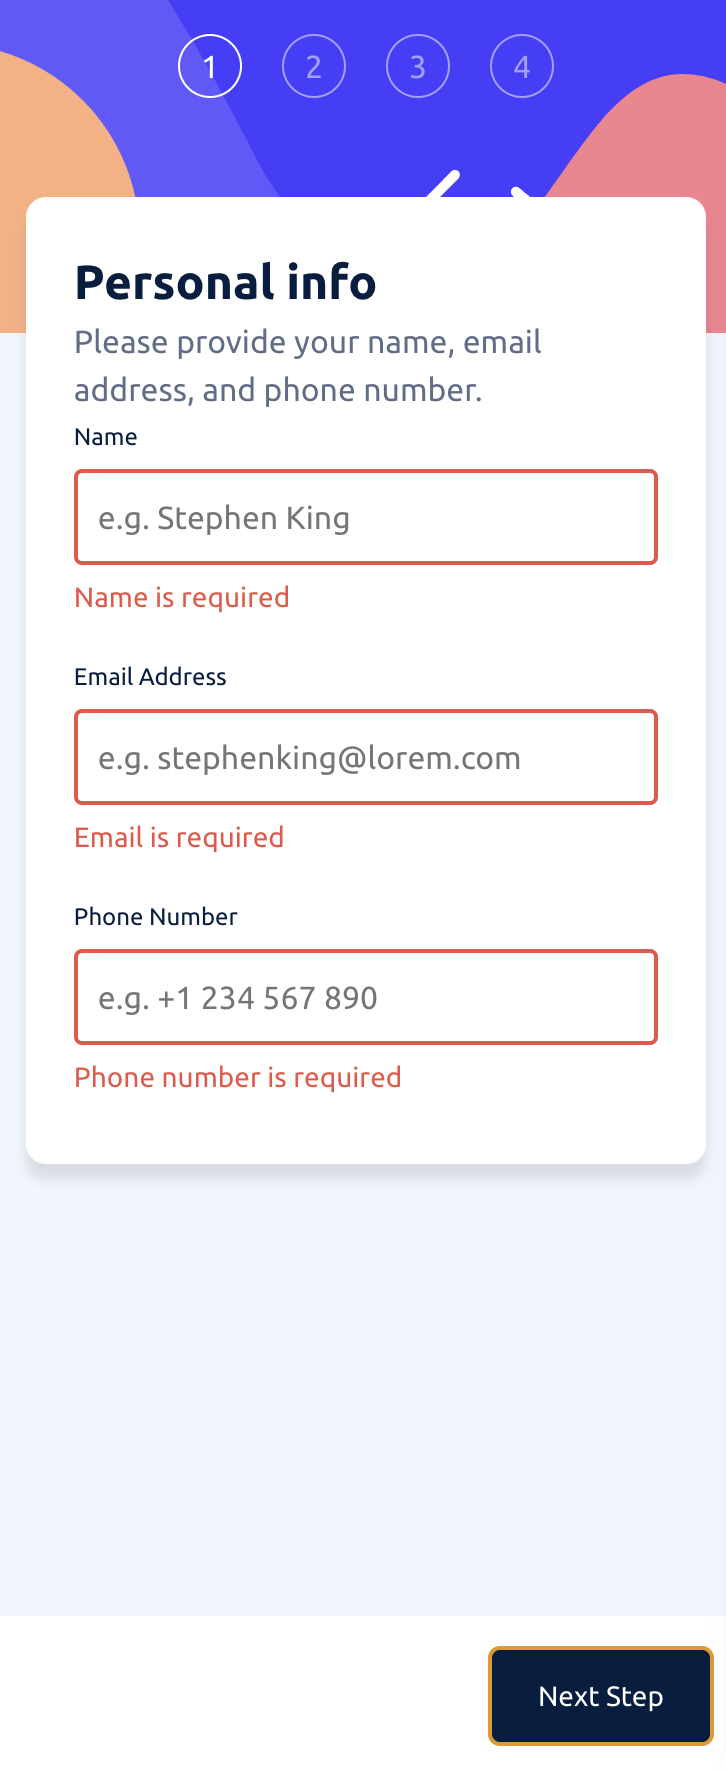 1 2 3 4
Personal info
Please provide your name, email
address, and phone number.
Name
e.g. Stephen King
Name is required
Email Address
e.g. stephenking@lorem.com
Email is required
Phone Number
e.g. +1 234 567 890
Phone number is required
Next Step